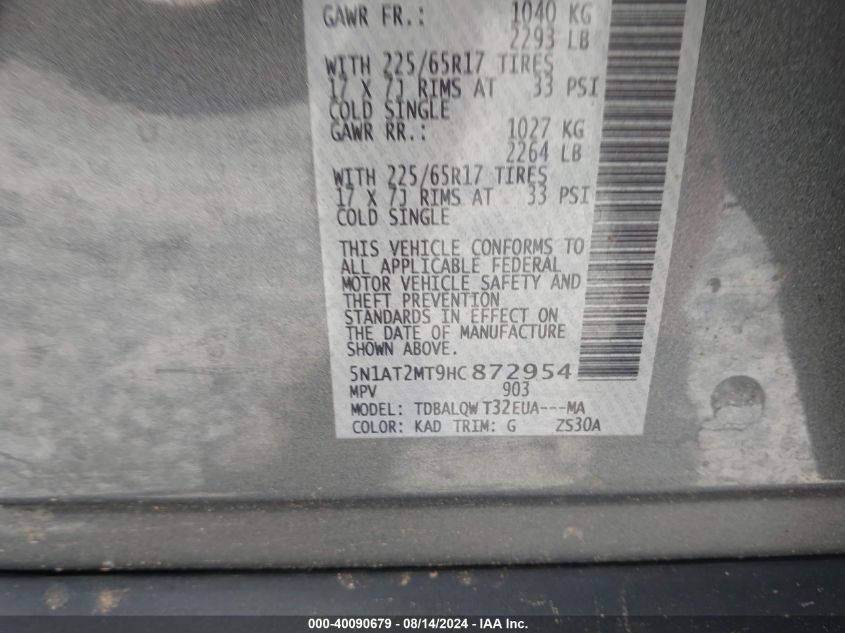 GAWR FR.: 1040 KG
2293 LB
WITH 225/65R17 TIRES
17 X 7J RIMS AT 33 PSI
COLD SINGLE
GAWR RR.: 1027 KG
2264 LB
WITH 225/65R17 TIRES
17 X 7J RIMS AT 33 PSI
COLD SINGLE
THIS VEHICLE CONFORMS TO
ALL APPLICABLE FEDERAL
MOTOR VEHICLE SAFETY AND
THEFT PREVENTION
STANDARDS IN EFFECT ON
THE DATE OF MANUFACTURE
SHOWN ABOVE.
5N1AT2MT9HC872954
MPV 903
MODEL: TDBALQW T32EUA---MA
COLOR: KAD TRIM: G ZS30A
000-40090679 - 08/14/2024 - IAA Inc.